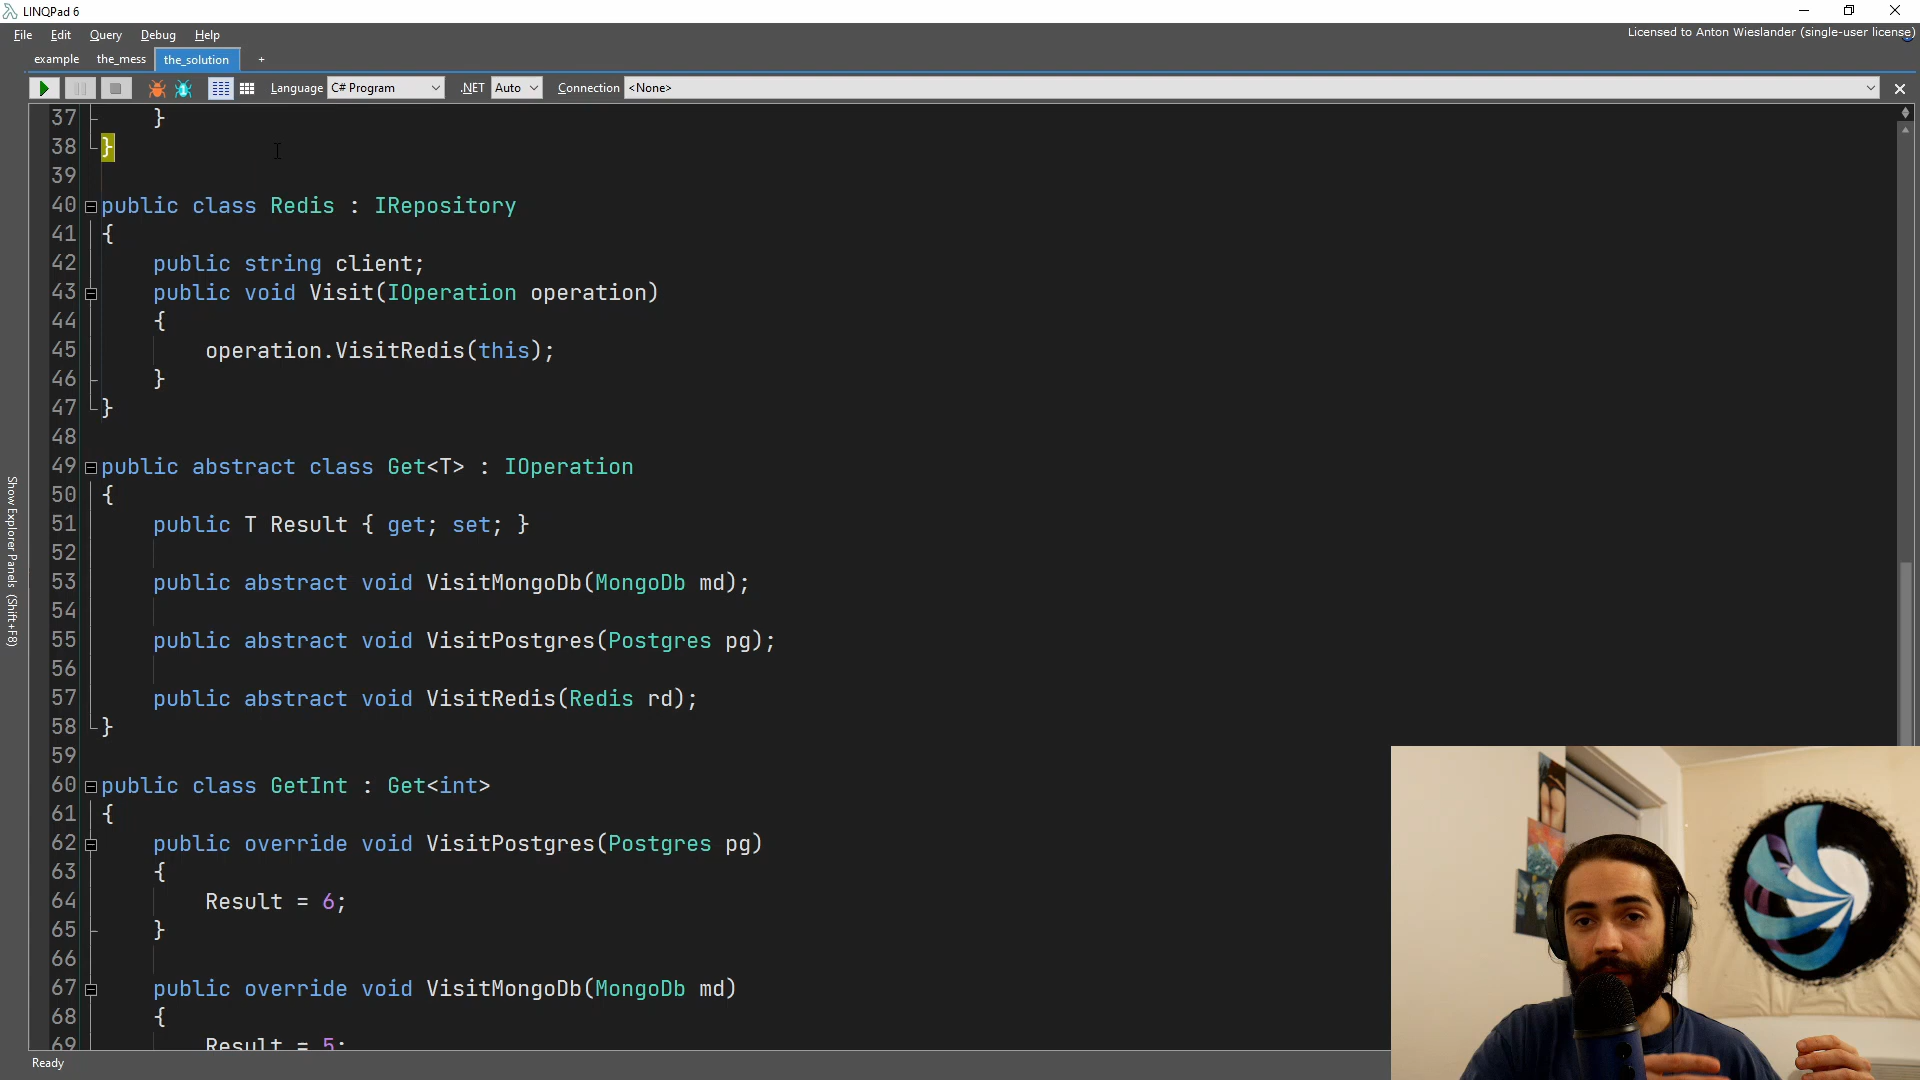 LINQPad 6
File Edit Query Debug Help
Licensed to Anton Wieslander (single-user license)
example the_mess the_solution +
Language C# Program .NET Auto Connection <None>
Show Explorer Panels (Shift+F8)
37 }
38 }
39
40 public class Redis : IRepository
41 {
42 public string client;
43 public void Visit(IOperation operation)
44 {
45 operation.VisitRedis(this);
46 }
47 }
48
49 public abstract class Get<T> : IOperation
50 {
51 public T Result { get; set; }
52
53 public abstract void VisitMongoDb(MongoDb md);
54
55 public abstract void VisitPostgres(Postgres pg);
56
57 public abstract void VisitRedis(Redis rd);
58 }
59
60 public class GetInt : Get<int>
61 {
62 public override void VisitPostgres(Postgres pg)
63 {
64 Result = 6;
65 }
66
67 public override void VisitMongoDb(MongoDb md)
68 {
69 Result = 5;
Ready